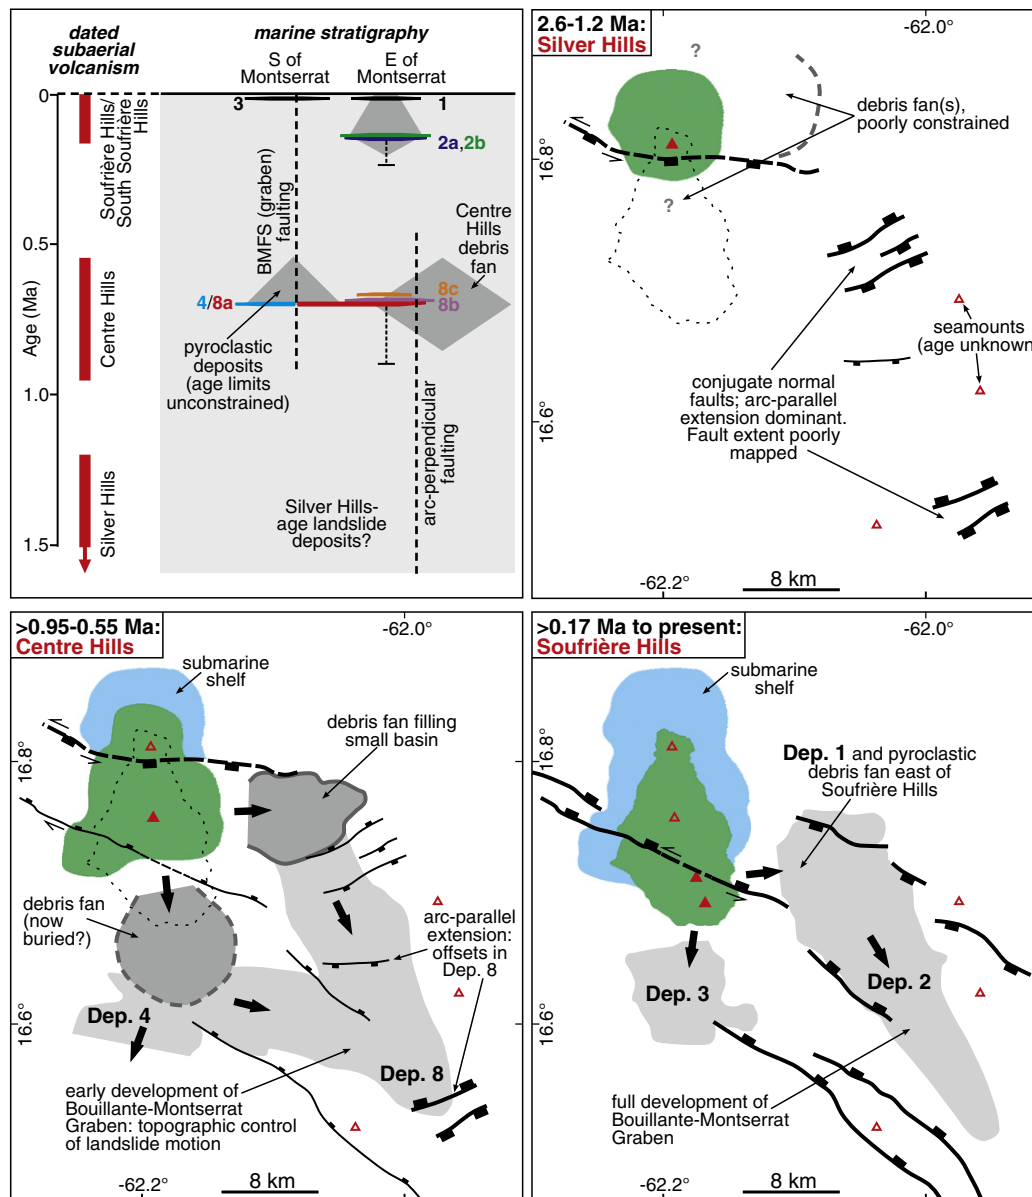 dated
subaerial
volcanism
marine stratigraphy
S of
Montserrat
E of
Montserrat
0
0.5
1.0
1.5
Age (Ma)
Soufrière Hills/
South Soufrière
Hills
Centre Hills
Silver Hills
3
1
2a,2b
BMFS (graben)
faulting
Centre
Hills
debris
fan
4/8a
8c
8b
pyroclastic
deposits
(age limits
unconstrained)
arc-perpendicular
faulting
Silver Hills-
age landslide
deposits?
2.6-1.2 Ma:
Silver Hills
-62.0°
?
debris fan(s),
poorly constrained
16.8°
?
seamounts
(age unknown)
conjugate normal
faults; arc-parallel
extension dominant.
Fault extent poorly
mapped
16.6°
-62.2°
8 km
>0.95-0.55 Ma:
Centre Hills
-62.0°
submarine
shelf
debris fan filling
small basin
16.8°
debris fan
(now
buried?)
arc-parallel
extension:
offsets in
Dep. 8
16.6°
Dep. 4
Dep. 8
early development of
Bouillante-Montserrat
Graben: topographic control
of landslide motion
-62.2°
8 km
>0.17 Ma to present:
Soufrière Hills
-62.0°
submarine
shelf
Dep. 1 and pyroclastic
debris fan east of
Soufrière Hills
16.8°
Dep. 3
Dep. 2
16.6°
full development of
Bouillante-Montserrat
Graben
-62.2°
8 km